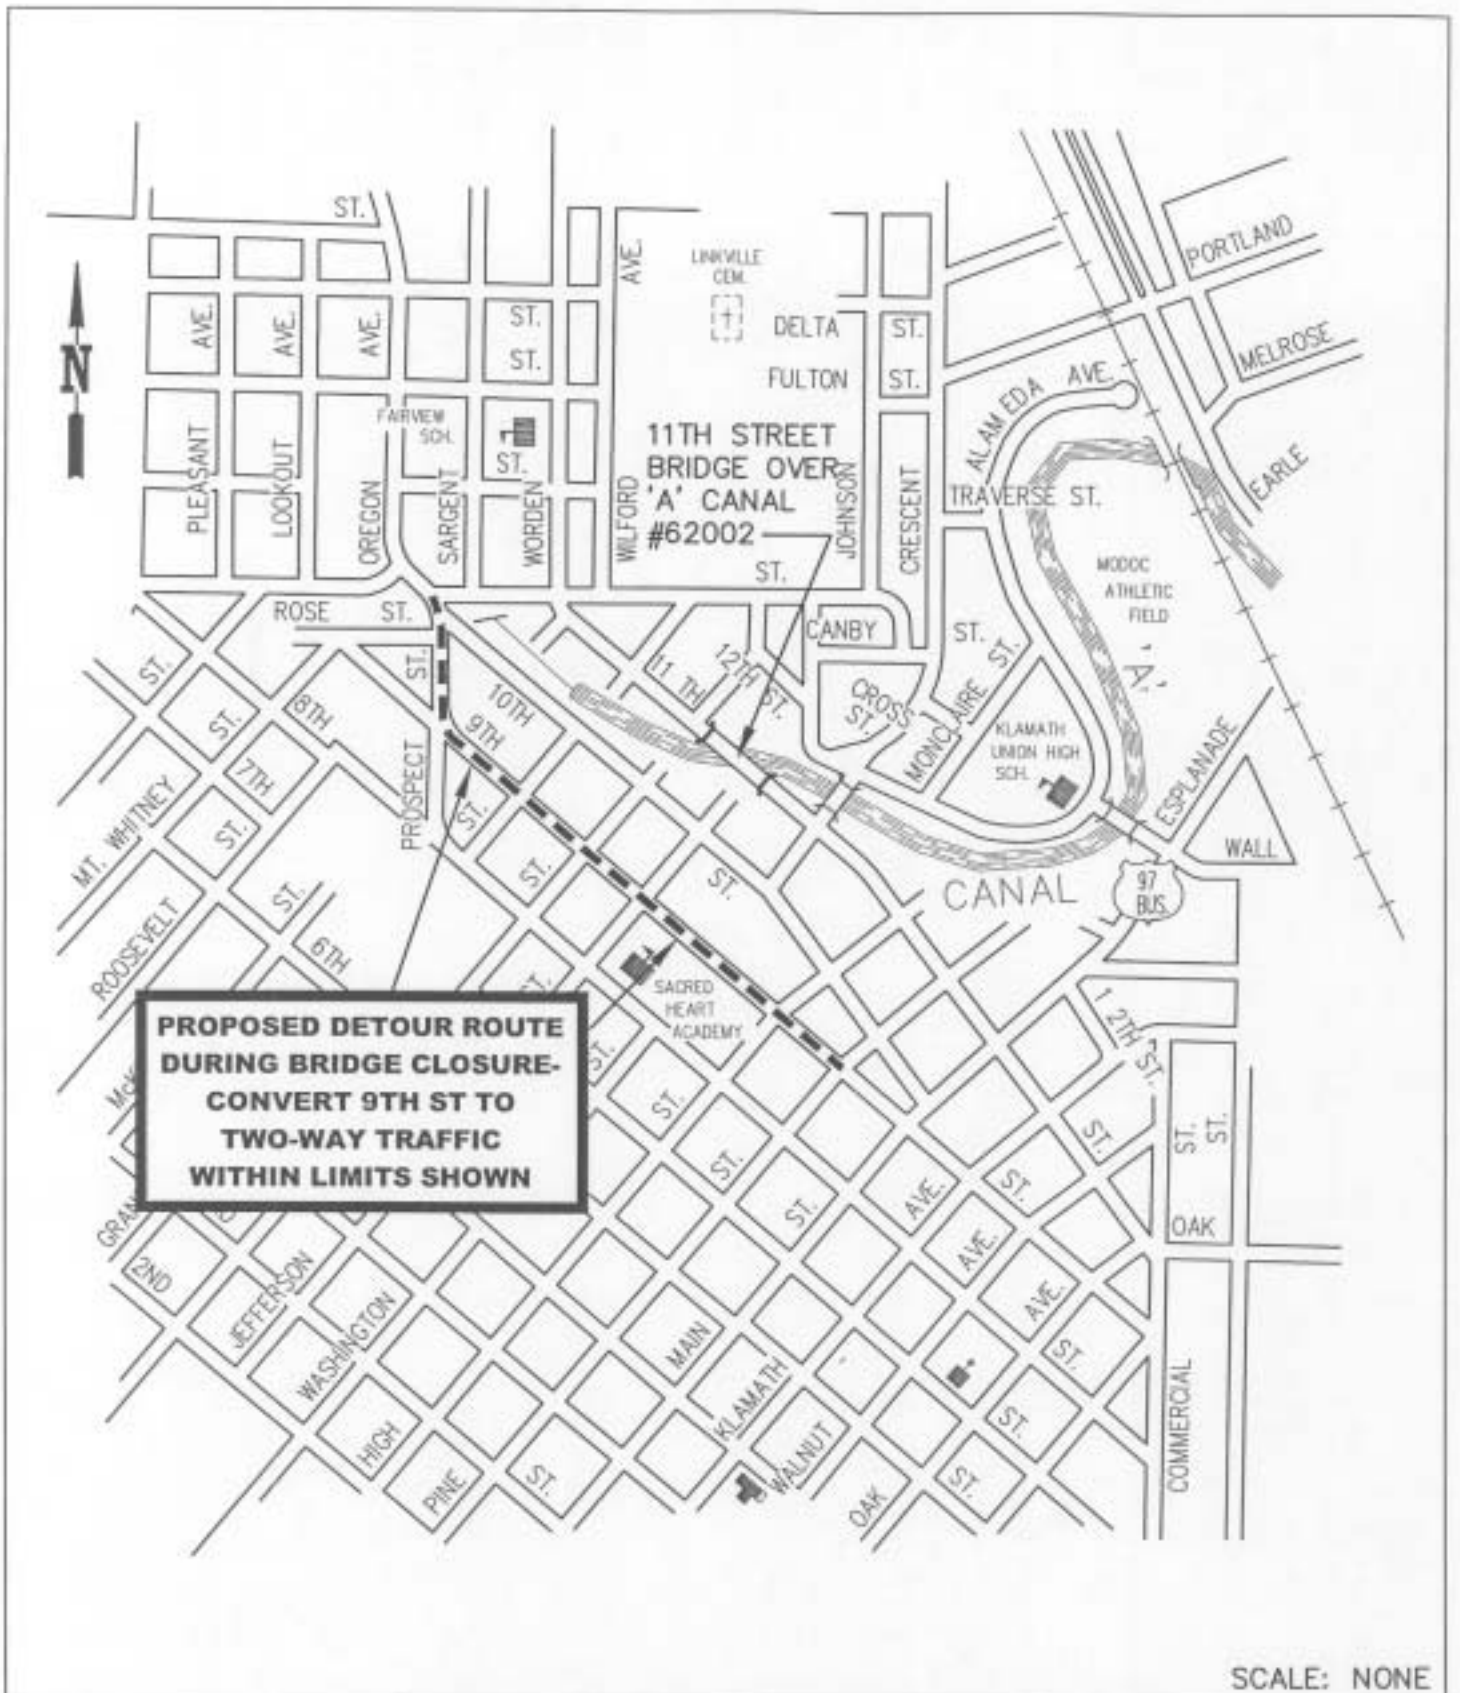 ST.
PORTLAND
AVE.
LINKVILLE
CEM.
N
AVE.
AVE.
AVE.
ST.
DELTA
ST.
ST.
FULTON
ST.
MELROSE
ALAMEDA AVE.
FAIRVIEW
SCH.
ST.
11TH STREET
BRIDGE OVER
'A' CANAL
#62002
PLEASANT
LOOKOUT
OREGON
SARGENT
WORDEN
WILFORD
JOHNSON
CRESCENT
TRAVERSE ST.
EARLE
ST.
MODOC
ATHLETIC
FIELD
'A'
ROSE ST.
CANBY
ST.
ST.
ST.
ST.
11 TH
12TH ST.
CROSS
ST.
MONCLAIRE
KLAMATH
UNION HIGH
SCH.
8TH
10TH
9TH
ST.
7TH
PROSPECT
ST.
ESPLANADE
WALL
MT. WHITNEY
ST.
ST.
ST.
ST.
CANAL
97
BUS.
ROOSEVELT
6TH
ST.
SACRED
HEART
ACADEMY
PROPOSED DETOUR ROUTE
DURING BRIDGE CLOSURE-
CONVERT 9TH ST TO
TWO-WAY TRAFFIC
WITHIN LIMITS SHOWN
ST.
12TH ST.
ST.
ST.
ST.
ST.
ST.
ST.
AVE.
ST.
AVE.
OAK
GRAN
2ND
JEFFERSON
WASHINGTON
AVE.
MAIN
KLAMATH
ST.
COMMERCIAL
HIGH
PINE
ST.
WALNUT
OAK
ST.
ST.
SCALE: NONE